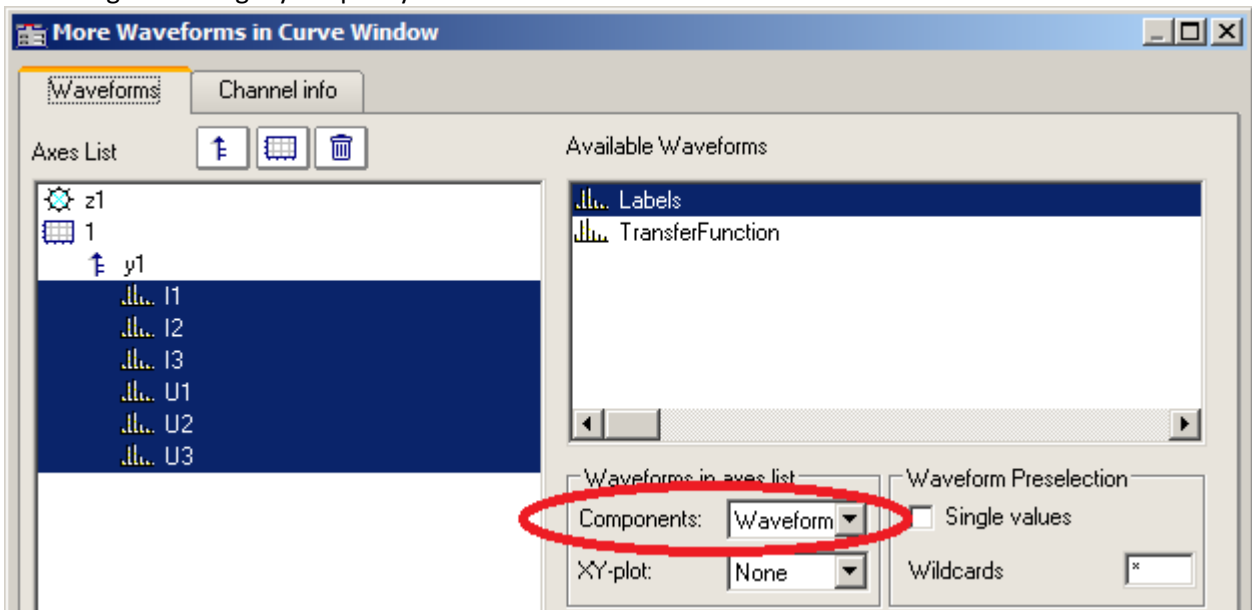 More Waveforms in Curve Window
Waveforms Channel info
Axes List
Available Waveforms
z1
1
y1
I1
I2
I3
U1
U2
U3
Labels
TransferFunction
Waveforms in axes list
Components: Waveform
XY-plot: None
Waveform Preselection
Single values
Wildcards *